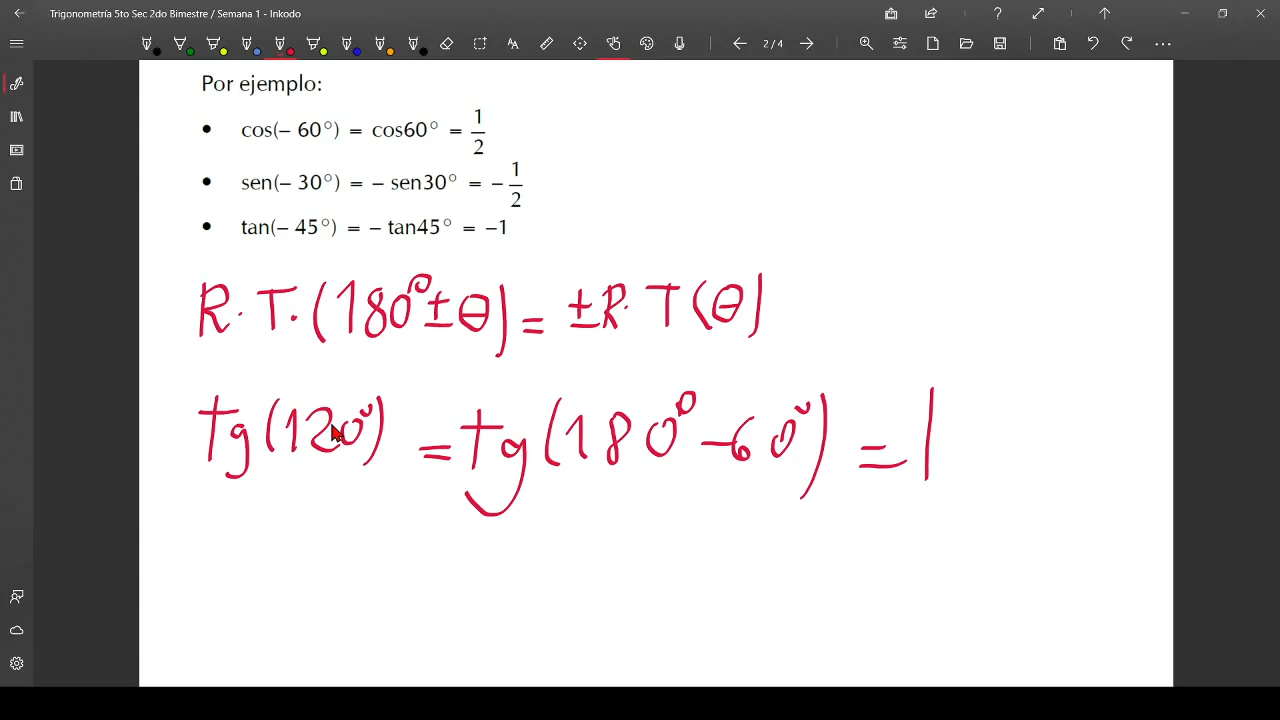 Trigonometría 5to Sec 2do Bimestre / Semana 1 - Inkodo
2/4
Por ejemplo:
• cos(– 60°) = cos60° = 1/2
• sen(– 30°) = – sen30° = – 1/2
• tan(– 45°) = – tan45° = –1
R.T.(180°±θ) = ±R.T(θ)
Tg(120°) = Tg(180°-60°) = |